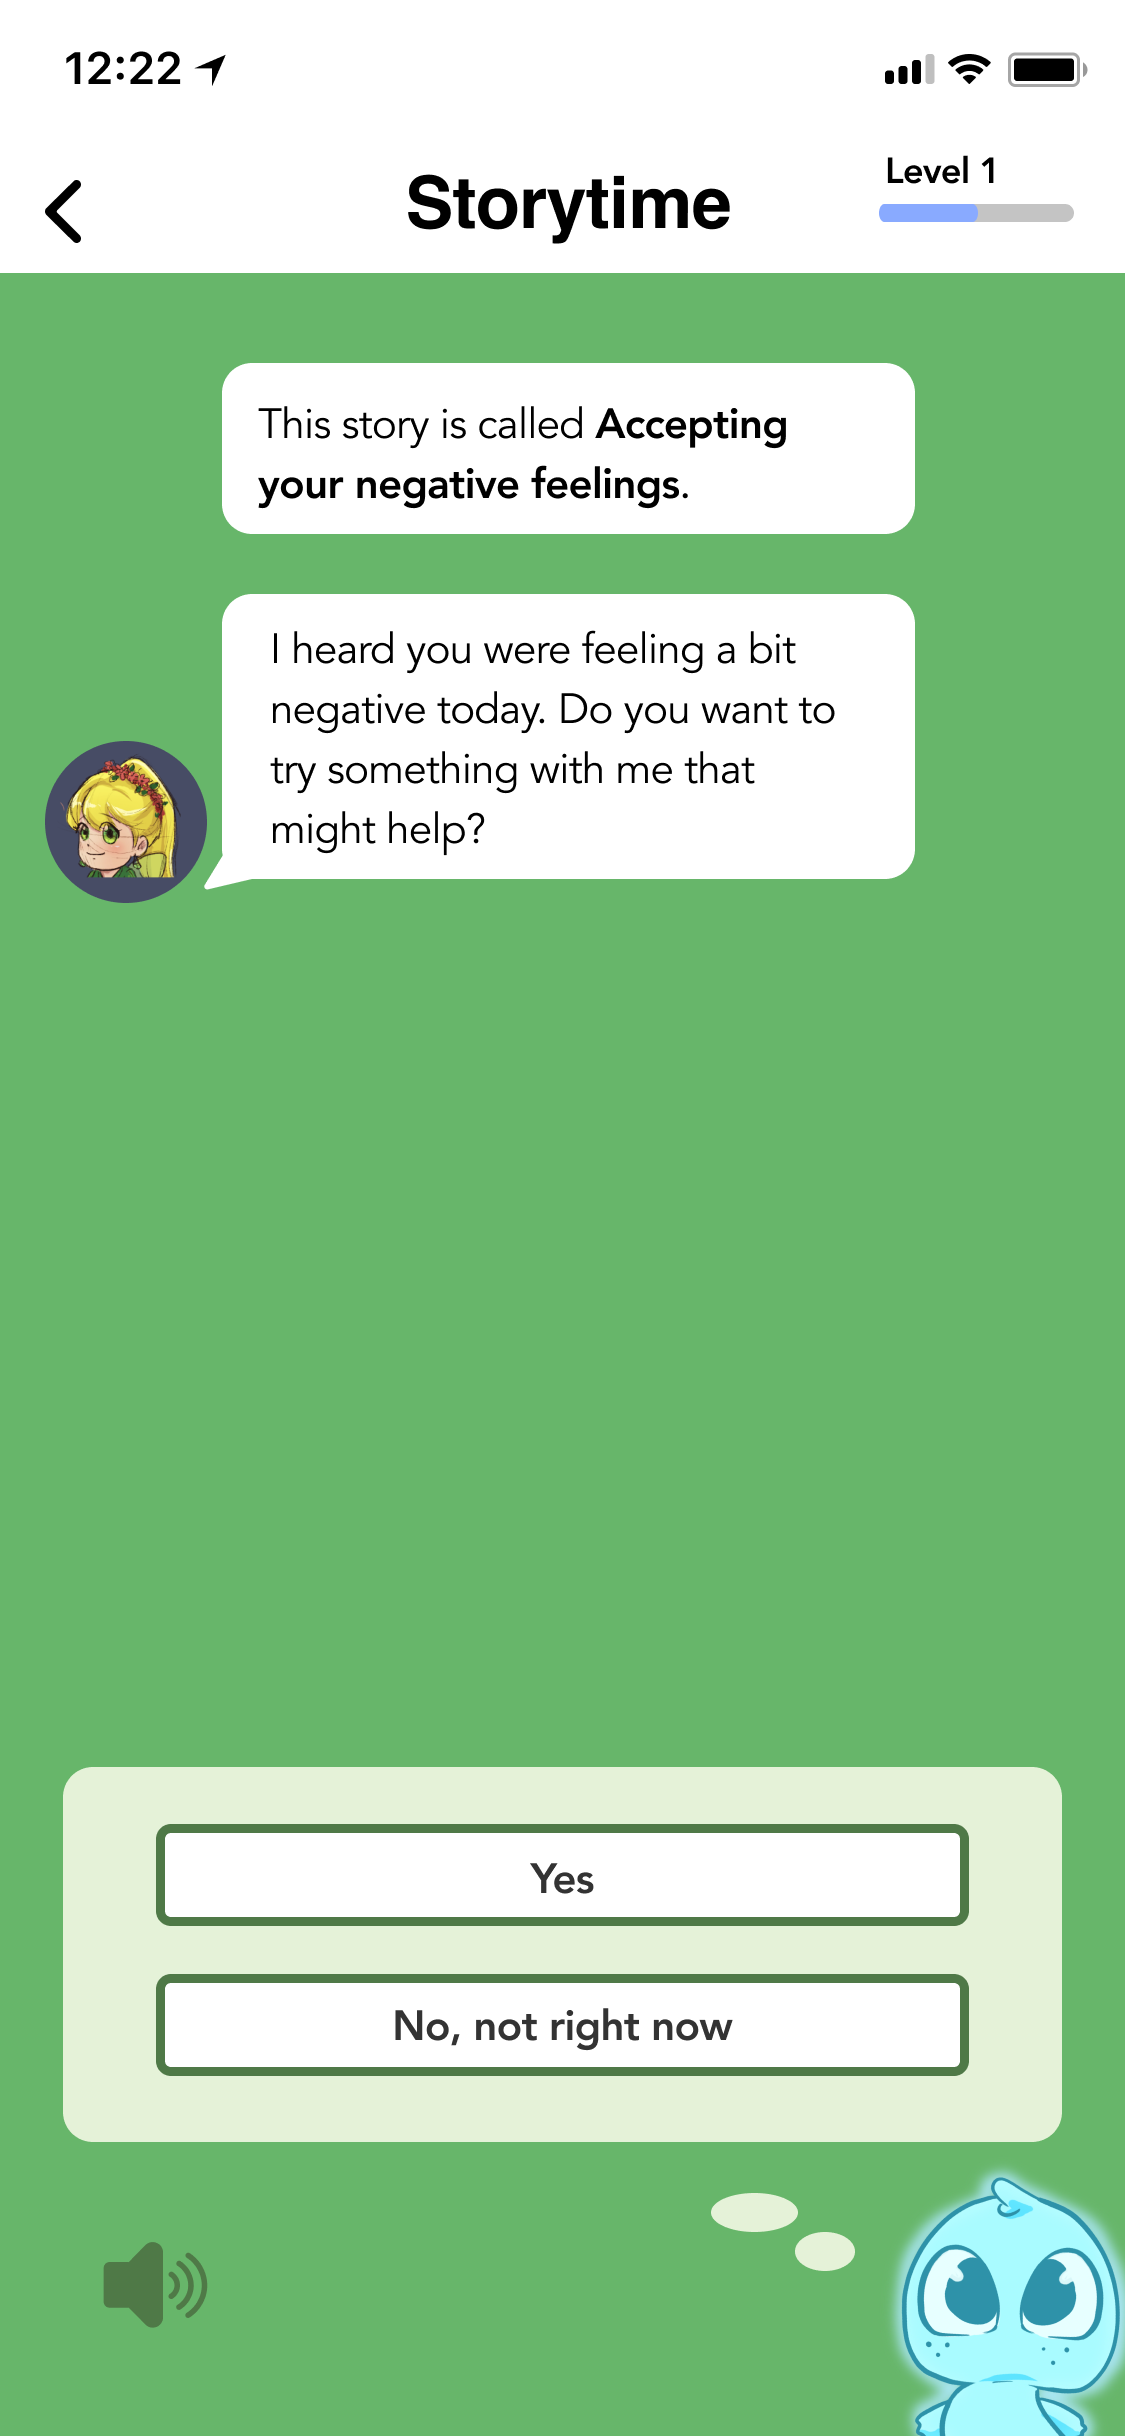 12:22
Storytime
Level 1
This story is called Accepting
your negative feelings.
I heard you were feeling a bit
negative today. Do you want to
try something with me that
might help?
Yes
No, not right now